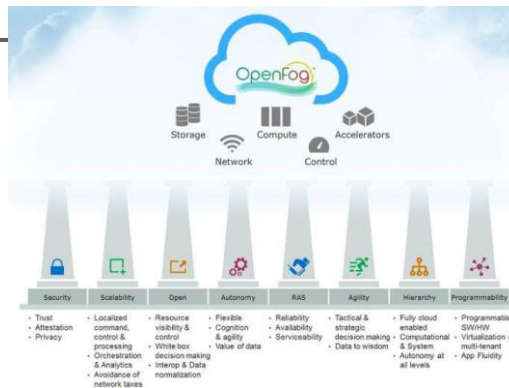 OpenFog
Storage
Compute
Accelerators
Network
Control
Security
Scalability
Open
Autonomy
RAS
Agility
Hierarchy
Programmability
• Trust
• Attestation
• Privacy
• Localized
command,
control &
processing
• Orchestration
& Analytics
• Avoidance of
network taxes
• Resource
visibility &
control
• White box
decision making
• Interop & Data
normalization
• Flexible
• Cognition
& agility
• Value of data
• Reliability
• Availability
• Serviceability
• Tactical &
strategic
decision making
• Data to wisdom
• Fully cloud
enabled
• Computational
& System
• Autonomy at
all levels
• Programmable
SW/HW
• Virtualization
multi-tenant
• App Fluidity